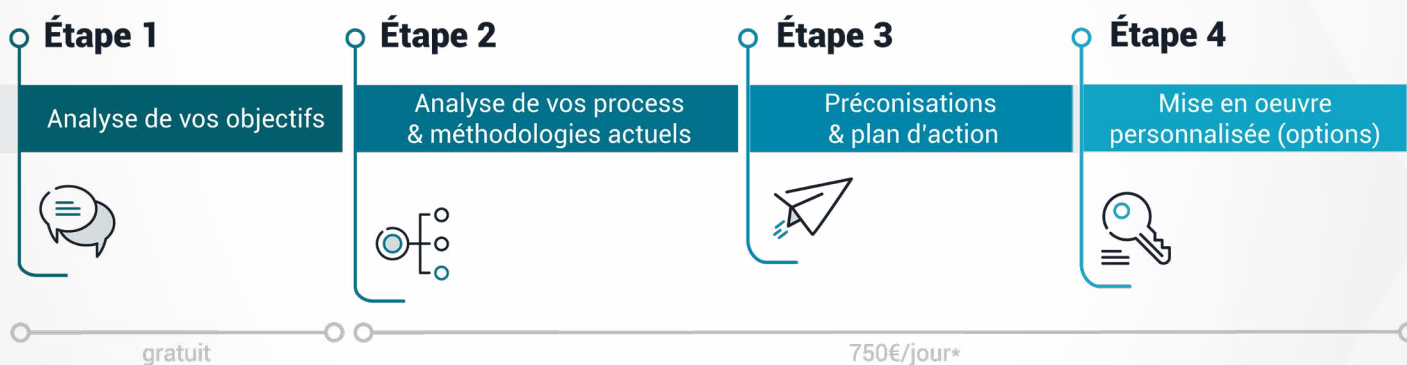 Étape 1
Étape 2
Étape 3
Étape 4
Analyse de vos objectifs
Analyse de vos process
& méthodologies actuels
Préconisations
& plan d'action
Mise en oeuvre
personnalisée (options)
gratuit
750€/jour*